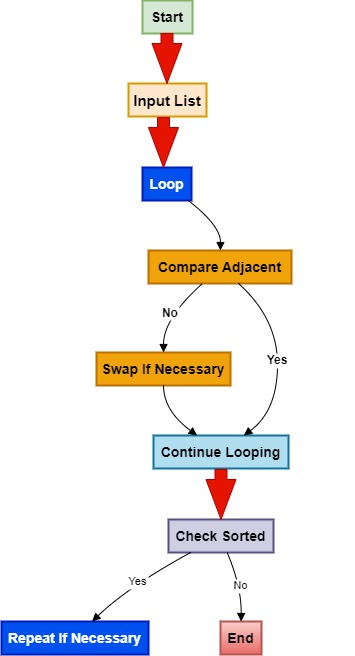 Start
Input List
Loop
Compare Adjacent
No
Yes
Swap If Necessary
Continue Looping
Check Sorted
Yes
No
Repeat If Necessary
End